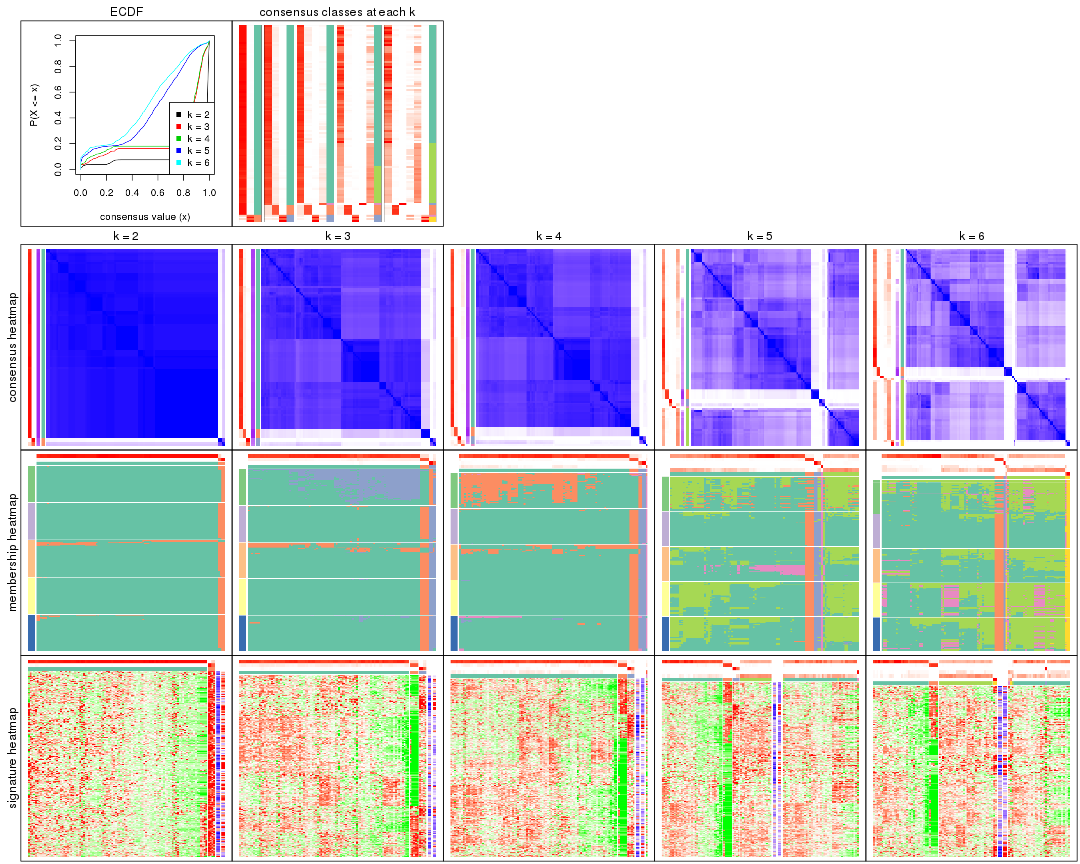 ECDF
consensus classes at each k
P(X <= x)
0.0 0.2 0.4 0.6 0.8 1.0
k = 2
k = 3
k = 4
k = 5
k = 6
0.0 0.2 0.4 0.6 0.8 1.0
consensus value (x)
k = 2 k = 3 k = 4 k = 5 k = 6
consensus heatmap
membership heatmap
signature heatmap